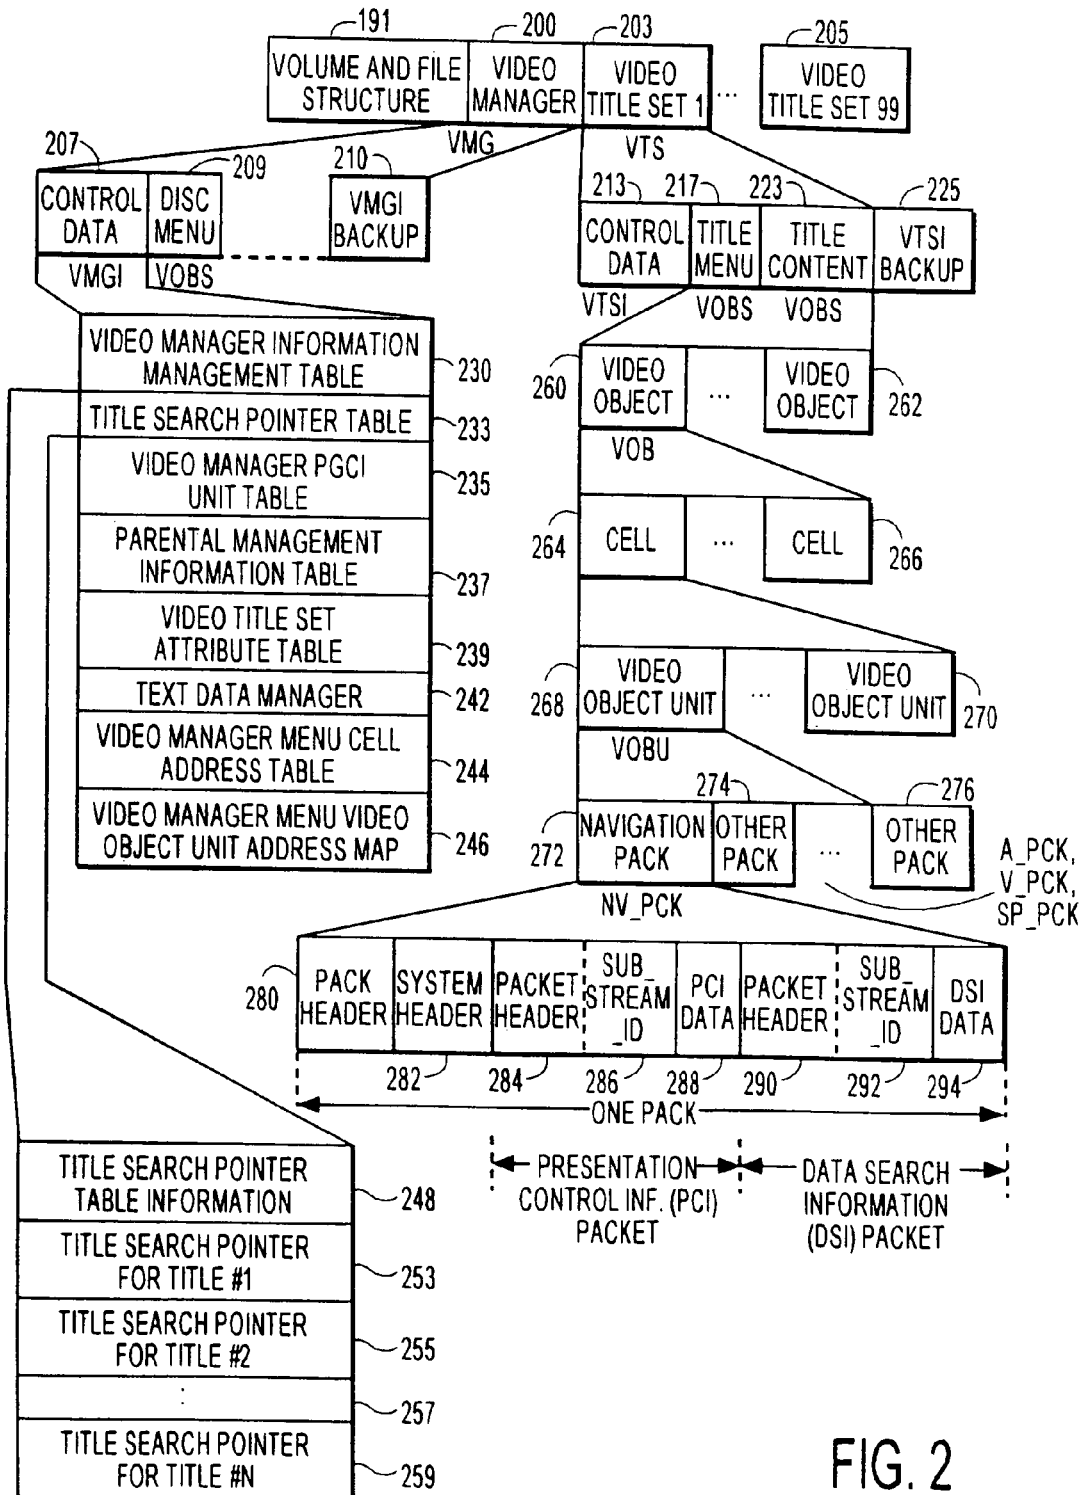 191
200
203
205
VOLUME AND FILE
STRUCTURE
VIDEO
MANAGER
VIDEO
TITLE SET 1
...
VIDEO
TITLE SET 99
VMG
VTS
207
209
210
CONTROL
DATA
DISC
MENU
VMGI
BACKUP
VMGI
VOBS
213
217
223
225
CONTROL
DATA
TITLE
MENU
TITLE
CONTENT
VTSI
BACKUP
VTSI
VOBS
VOBS
VIDEO MANAGER INFORMATION
MANAGEMENT TABLE
230
TITLE SEARCH POINTER TABLE
233
VIDEO MANAGER PGCI
UNIT TABLE
235
PARENTAL MANAGEMENT
INFORMATION TABLE
237
VIDEO TITLE SET
ATTRIBUTE TABLE
239
TEXT DATA MANAGER
242
VIDEO MANAGER MENU CELL
ADDRESS TABLE
244
VIDEO MANAGER MENU VIDEO
OBJECT UNIT ADDRESS MAP
246
260
VIDEO
OBJECT
...
VIDEO
OBJECT
262
VOB
264
CELL
...
CELL
266
268
VIDEO
OBJECT UNIT
...
VIDEO
OBJECT UNIT
270
VOBU
274
276
272
NAVIGATION
PACK
OTHER
PACK
...
OTHER
PACK
A_PCK,
V_PCK,
SP_PCK
NV_PCK
280
PACK
HEADER
SYSTEM
HEADER
PACKET
HEADER
SUB_
STREAM
_ID
PCI
DATA
PACKET
HEADER
SUB_
STREAM
_ID
DSI
DATA
282
284
286
288
290
292
294
ONE PACK
PRESENTATION
CONTROL INF. (PCI)
PACKET
DATA SEARCH
INFORMATION
(DSI) PACKET
TITLE SEARCH POINTER
TABLE INFORMATION
248
TITLE SEARCH POINTER
FOR TITLE #1
253
TITLE SEARCH POINTER
FOR TITLE #2
255
:
257
TITLE SEARCH POINTER
FOR TITLE #N
259
FIG. 2